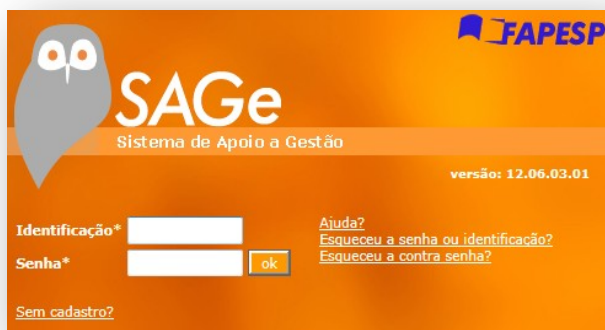 FAPESP
SAGe
Sistema de Apoio a Gestão
versão: 12.06.03.01
Identificação*
Ajuda?
Esqueceu a senha ou identificação?
Senha*
ok
Esqueceu a contra senha?
Sem cadastro?